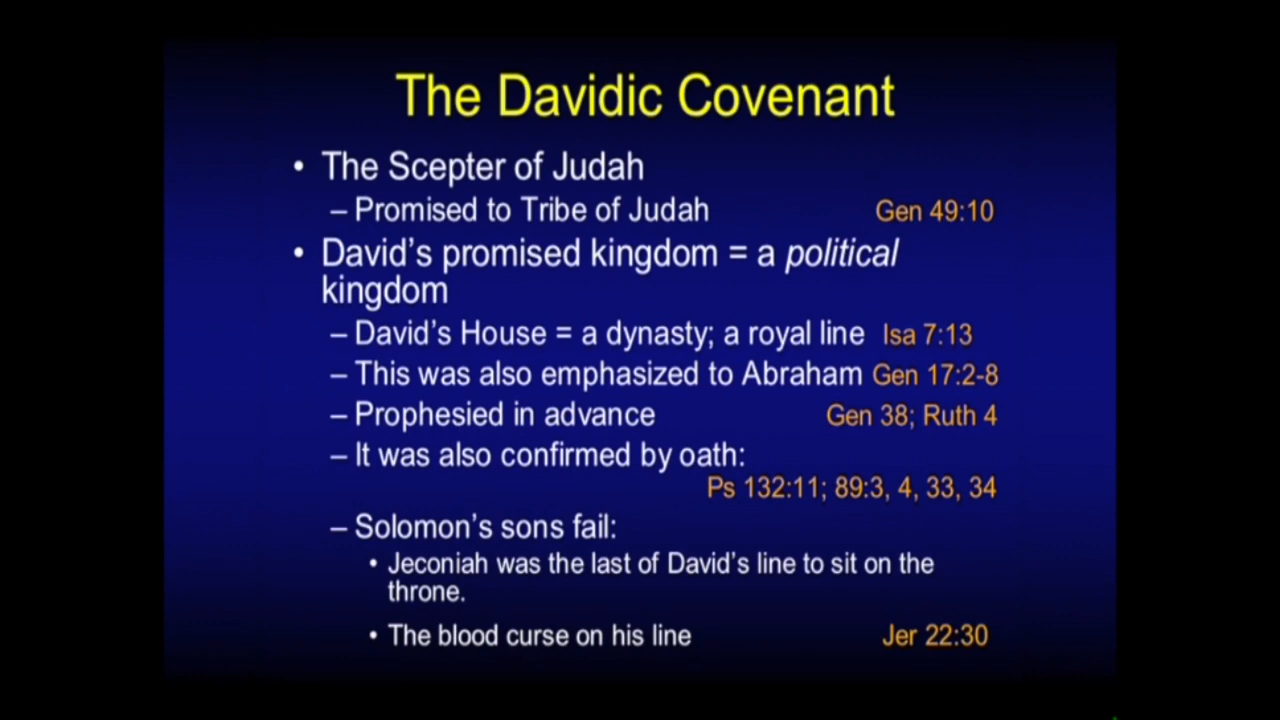 The Davidic Covenant
• The Scepter of Judah
– Promised to Tribe of Judah Gen 49:10
• David’s promised kingdom = a political
kingdom
– David’s House = a dynasty; a royal line Isa 7:13
– This was also emphasized to Abraham Gen 17:2-8
– Prophesied in advance Gen 38; Ruth 4
– It was also confirmed by oath:
Ps 132:11; 89:3, 4, 33, 34
– Solomon’s sons fail:
• Jeconiah was the last of David’s line to sit on the
throne.
• The blood curse on his line Jer 22:30